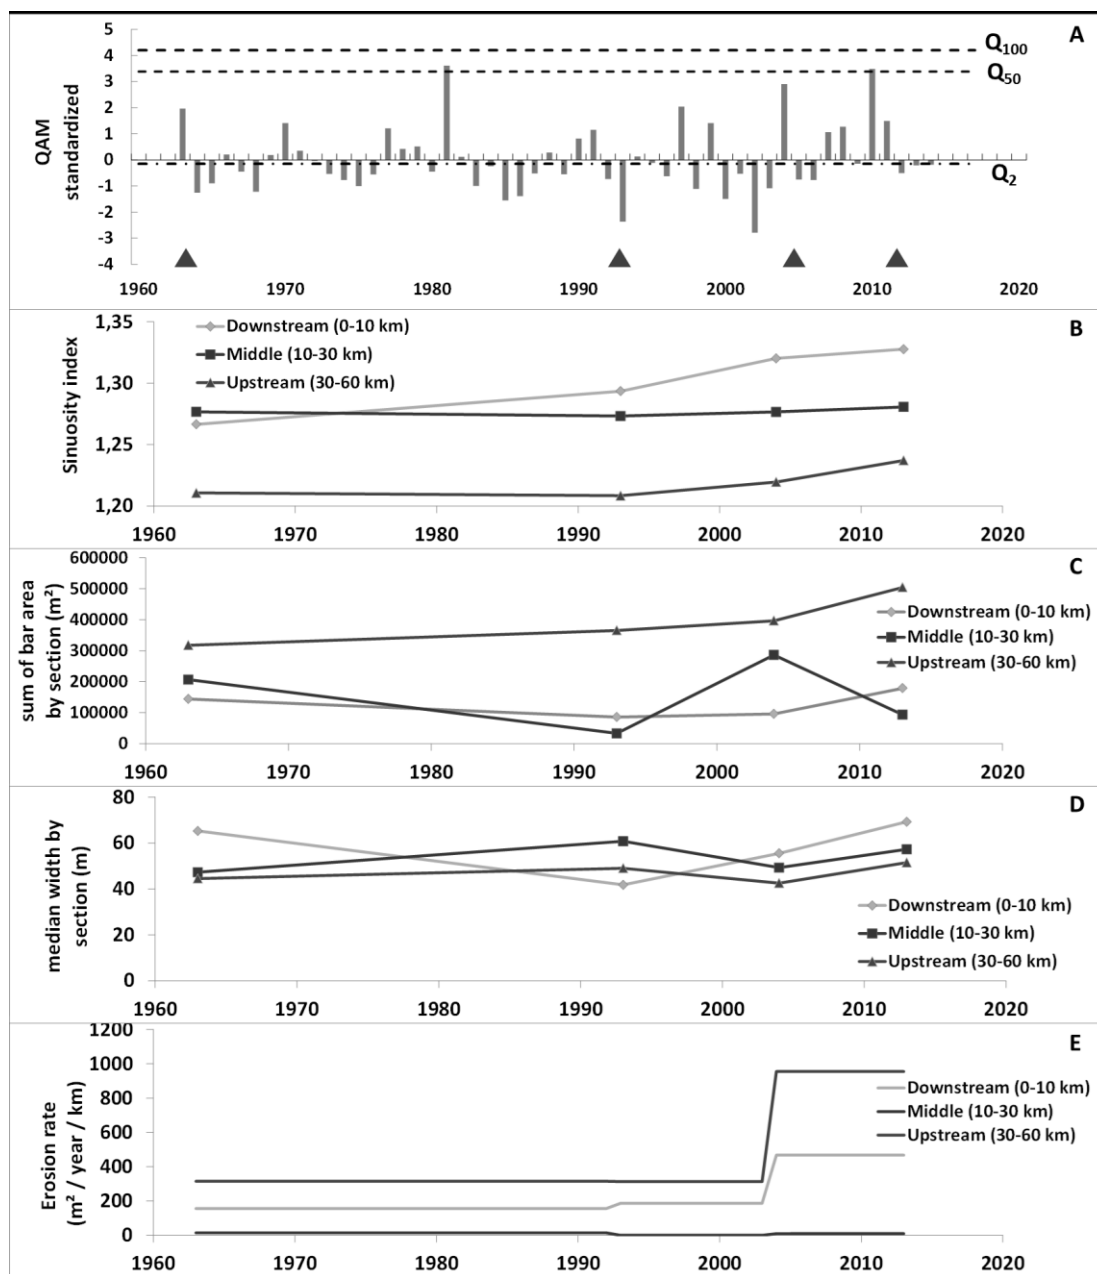 A
QAM
standardized
5
4
3
2
1
0
-1
-2
-3
-4
Q100
Q50
Q2
1960 1970 1980 1990 2000 2010 2020
B
Sinuosity index
1,35
1,30
1,25
1,20
Downstream (0-10 km)
Middle (10-30 km)
Upstream (30-60 km)
1960 1970 1980 1990 2000 2010 2020
C
sum of bar area
by section (m²)
600000
500000
400000
300000
200000
100000
0
Downstream (0-10 km)
Middle (10-30 km)
Upstream (30-60 km)
1960 1970 1980 1990 2000 2010 2020
D
median width by
section (m)
80
60
40
20
0
Downstream (0-10 km)
Middle (10-30 km)
Upstream (30-60 km)
1960 1970 1980 1990 2000 2010 2020
E
Erosion rate
(m² / year / km)
1200
1000
800
600
400
200
0
Downstream (0-10 km)
Middle (10-30 km)
Upstream (30-60 km)
1960 1970 1980 1990 2000 2010 2020